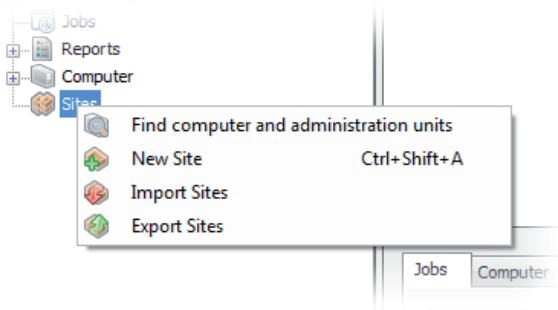 Jobs
Reports
Computer
Sites
Find computer and administration units
New Site Ctrl+Shift+A
Import Sites
Export Sites
Jobs Computer